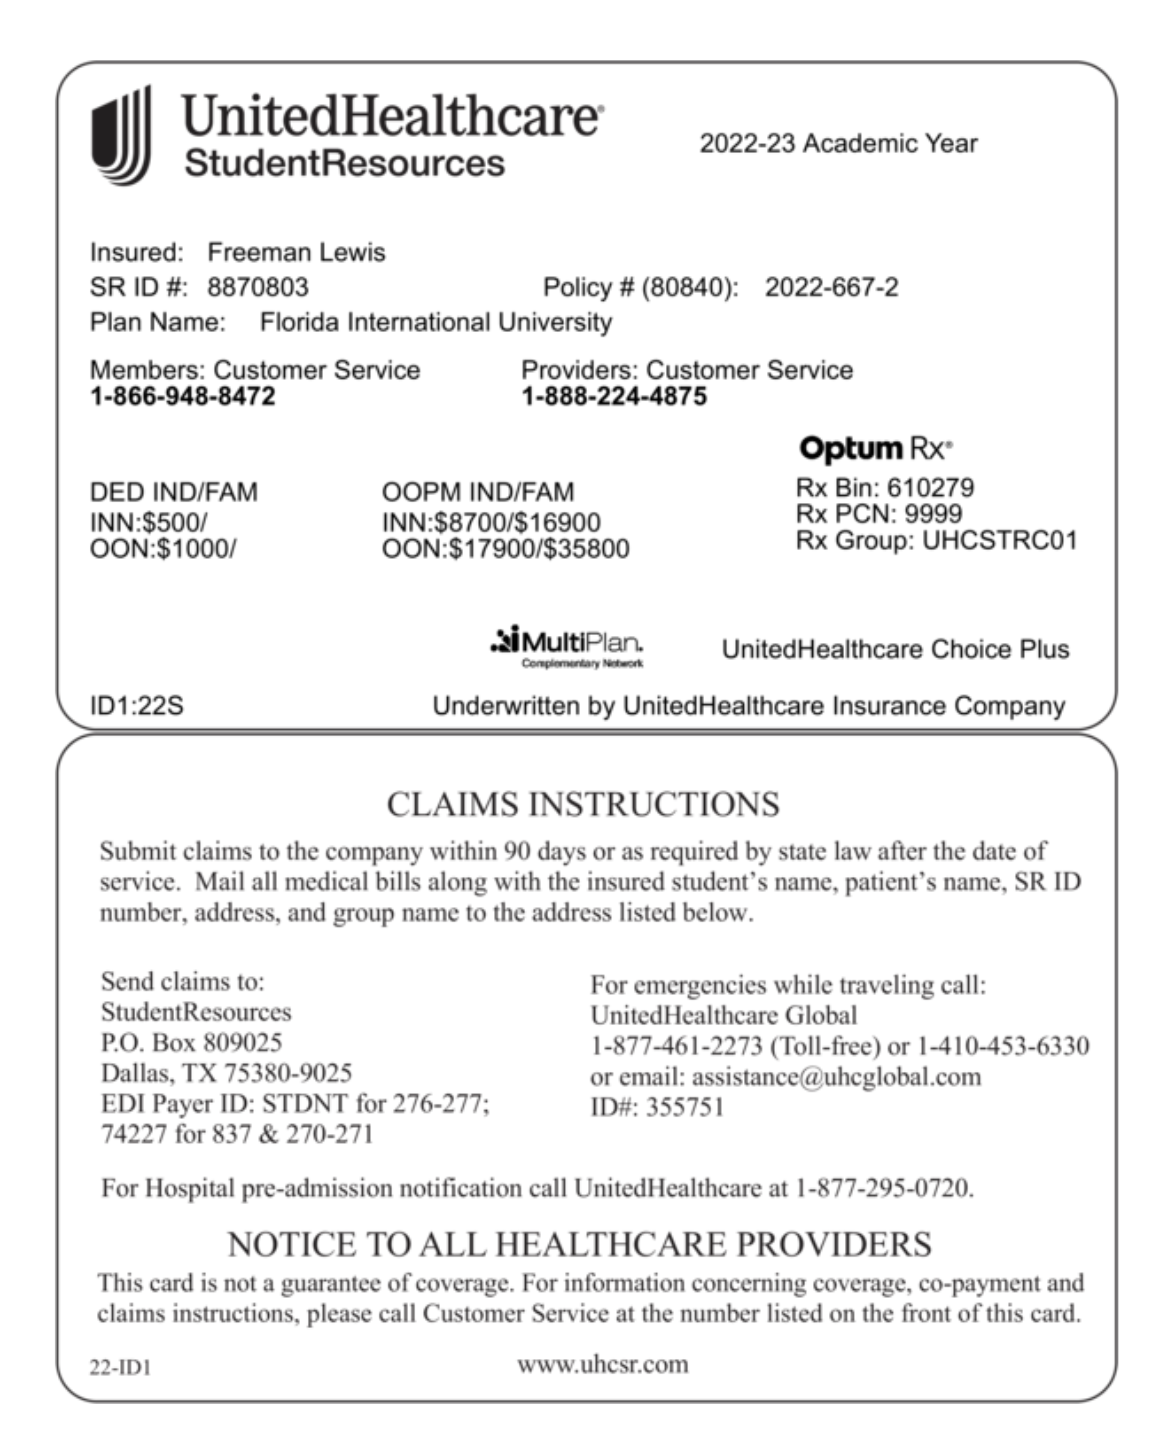 UnitedHealthcare®
StudentResources
2022-23 Academic Year
Insured: Freeman Lewis
SR ID #: 8870803 Policy # (80840): 2022-667-2
Plan Name: Florida International University
Members: Customer Service Providers: Customer Service
1-866-948-8472 1-888-224-4875
Optum Rx®
DED IND/FAM OOPM IND/FAM Rx Bin: 610279
INN:$500/ INN:$8700/$16900 Rx PCN: 9999
OON:$1000/ OON:$17900/$35800 Rx Group: UHCSTRC01
MultiPlan.
Complementary Network
UnitedHealthcare Choice Plus
ID1:22S Underwritten by UnitedHealthcare Insurance Company
CLAIMS INSTRUCTIONS
Submit claims to the company within 90 days or as required by state law after the date of
service. Mail all medical bills along with the insured student’s name, patient’s name, SR ID
number, address, and group name to the address listed below.
Send claims to:
StudentResources
P.O. Box 809025
Dallas, TX 75380-9025
EDI Payer ID: STDNT for 276-277;
74227 for 837 & 270-271
For emergencies while traveling call:
UnitedHealthcare Global
1-877-461-2273 (Toll-free) or 1-410-453-6330
or email: assistance@uhcglobal.com
ID#: 355751
For Hospital pre-admission notification call UnitedHealthcare at 1-877-295-0720.
NOTICE TO ALL HEALTHCARE PROVIDERS
This card is not a guarantee of coverage. For information concerning coverage, co-payment and
claims instructions, please call Customer Service at the number listed on the front of this card.
22-ID1 www.uhcsr.com